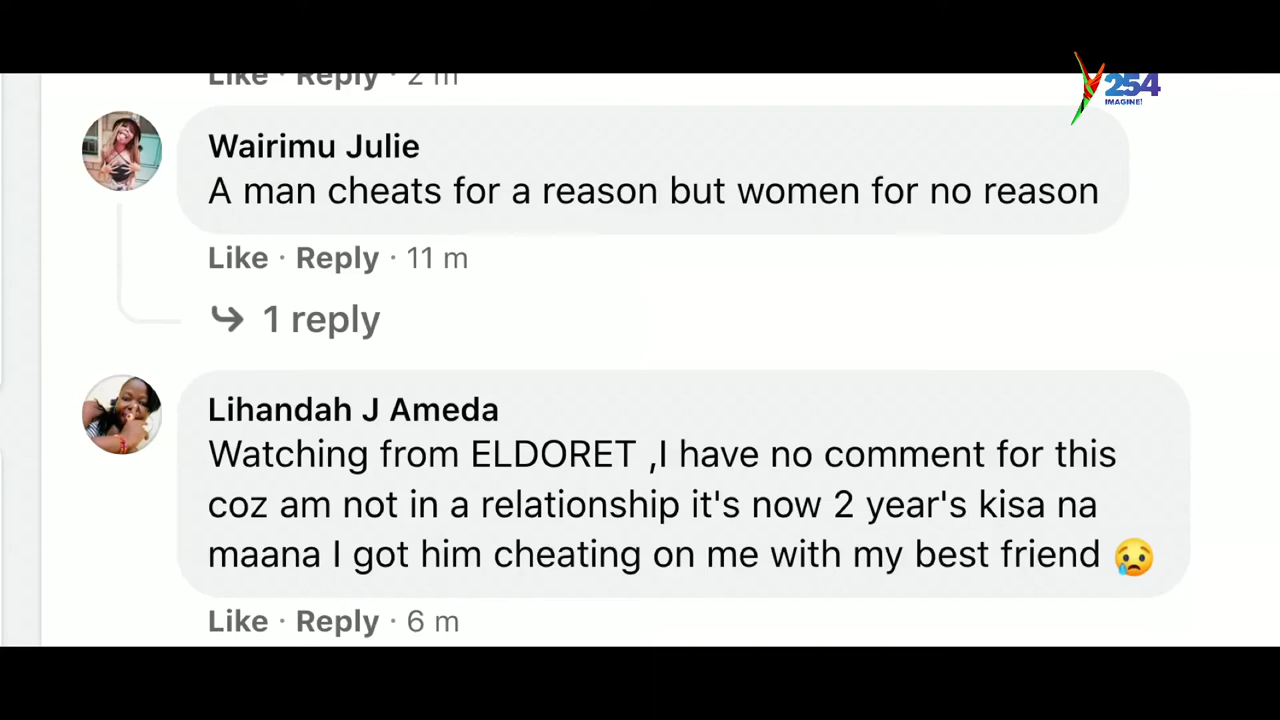 Like · Reply · 2 m
Y254
IMAGINE!
Wairimu Julie
A man cheats for a reason but women for no reason
Like · Reply · 11 m
1 reply
Lihandah J Ameda
Watching from ELDORET ,I have no comment for this
coz am not in a relationship it's now 2 year's kisa na
maana I got him cheating on me with my best friend 😢
Like · Reply · 6 m